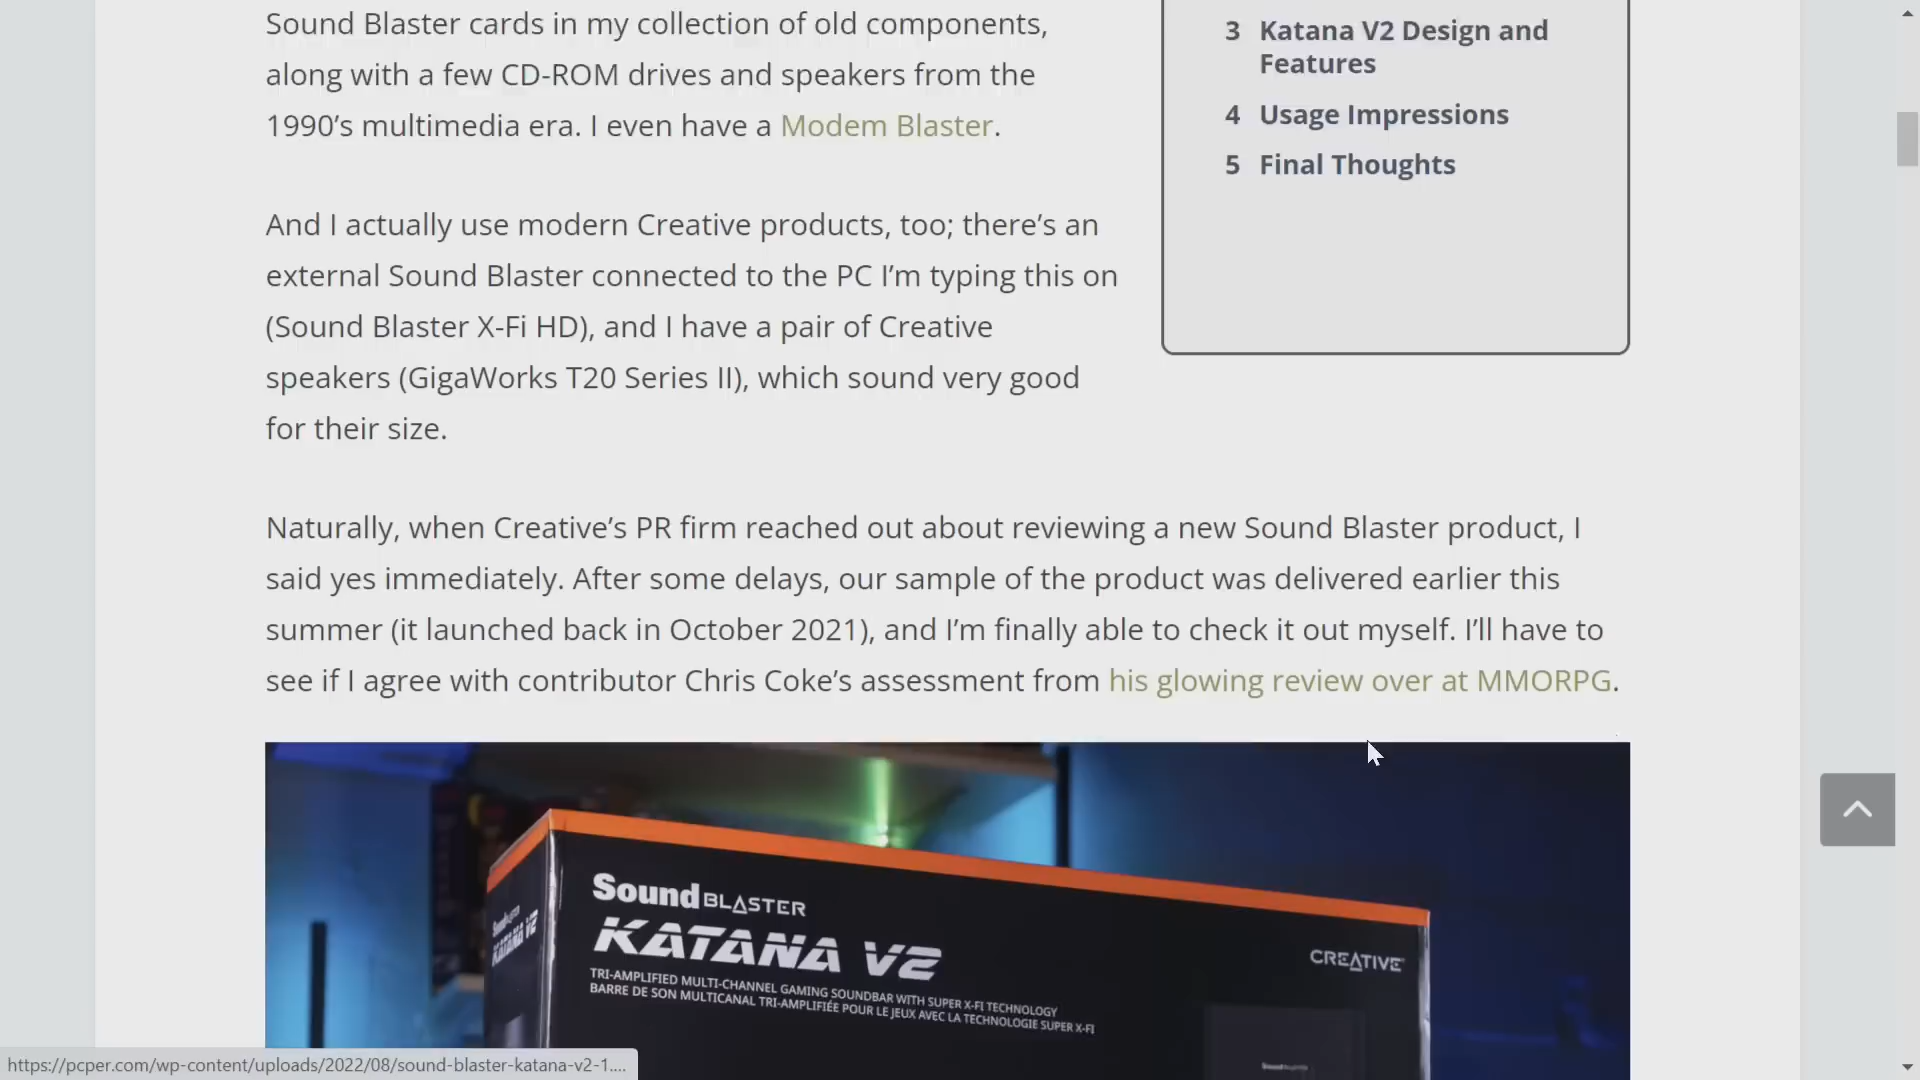 Sound Blaster cards in my collection of old components,
along with a few CD-ROM drives and speakers from the
1990’s multimedia era. I even have a Modem Blaster.
And I actually use modern Creative products, too; there’s an
external Sound Blaster connected to the PC I’m typing this on
(Sound Blaster X-Fi HD), and I have a pair of Creative
speakers (GigaWorks T20 Series II), which sound very good
for their size.
3 Katana V2 Design and
Features
4 Usage Impressions
5 Final Thoughts
Naturally, when Creative’s PR firm reached out about reviewing a new Sound Blaster product, I
said yes immediately. After some delays, our sample of the product was delivered earlier this
summer (it launched back in October 2021), and I’m finally able to check it out myself. I’ll have to
see if I agree with contributor Chris Coke’s assessment from his glowing review over at MMORPG.
Sound BLASTER
KATANA V2
TRI-AMPLIFIED MULTI-CHANNEL GAMING SOUNDBAR WITH SUPER X-FI TECHNOLOGY
BARRE DE SON MULTICANAL TRI-AMPLIFIÉE POUR LE JEUX AVEC LA TECHNOLOGIE SUPER X-FI
CREATIVE
KATANA V2
https://pcper.com/wp-content/uploads/2022/08/sound-blaster-katana-v2-1....